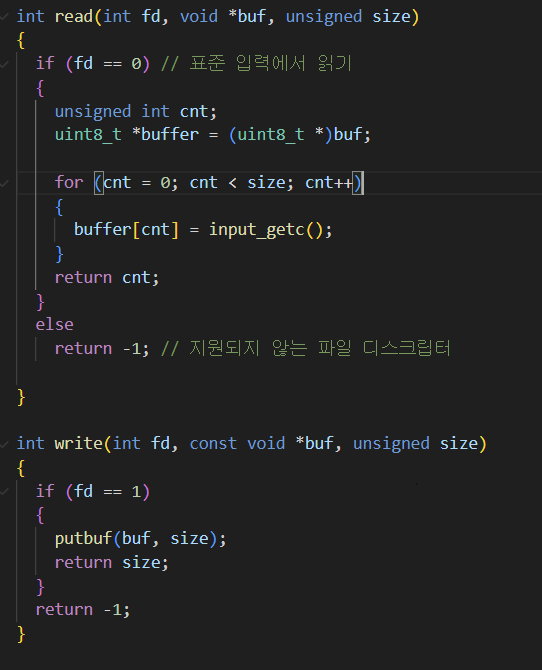 int read(int fd, void *buf, unsigned size)
{
  if (fd == 0) // 표준 입력에서 읽기
  {
    unsigned int cnt;
    uint8_t *buffer = (uint8_t *)buf;

    for (cnt = 0; cnt < size; cnt++)
    {
      buffer[cnt] = input_getc();
    }
    return cnt;
  }
  else
    return -1; // 지원되지 않는 파일 디스크립터

}

int write(int fd, const void *buf, unsigned size)
{
  if (fd == 1)
  {
    putbuf(buf, size);
    return size;
  }
  return -1;
}